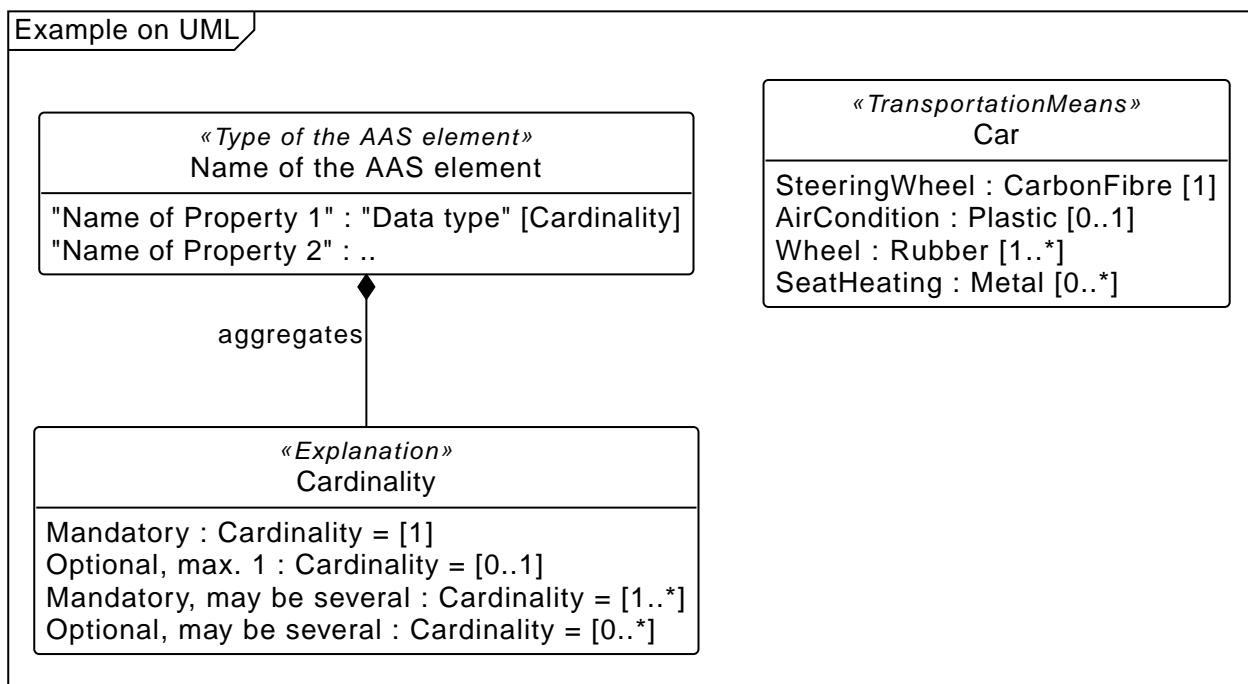 Example on UML
«Type of the AAS element»
Name of the AAS element
"Name of Property 1" : "Data type" [Cardinality]
"Name of Property 2" : ..
aggregates
«Explanation»
Cardinality
Mandatory : Cardinality = [1]
Optional, max. 1 : Cardinality = [0..1]
Mandatory, may be several : Cardinality = [1..*]
Optional, may be several : Cardinality = [0..*]
«TransportationMeans»
Car
SteeringWheel : CarbonFibre [1]
AirCondition : Plastic [0..1]
Wheel : Rubber [1..*]
SeatHeating : Metal [0..*]